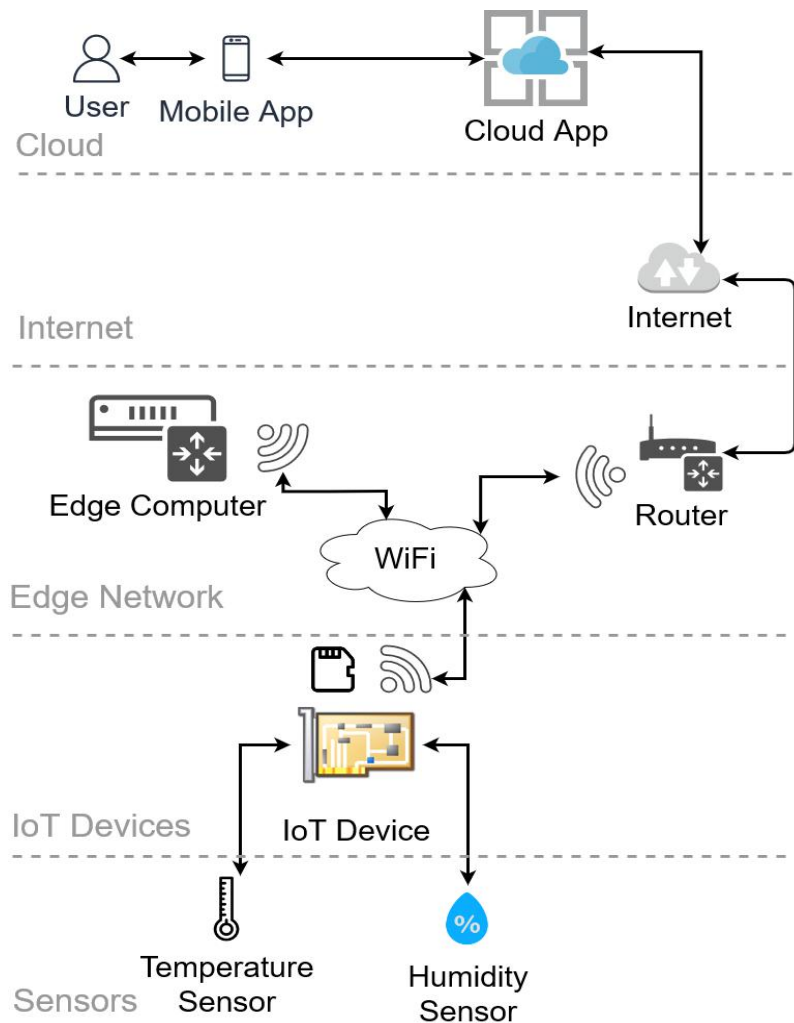 User
Mobile App
Cloud App
Cloud
Internet
Internet
Edge Computer
Router
WiFi
Edge Network
IoT Device
IoT Devices
%
Temperature
Sensor
Humidity
Sensor
Sensors